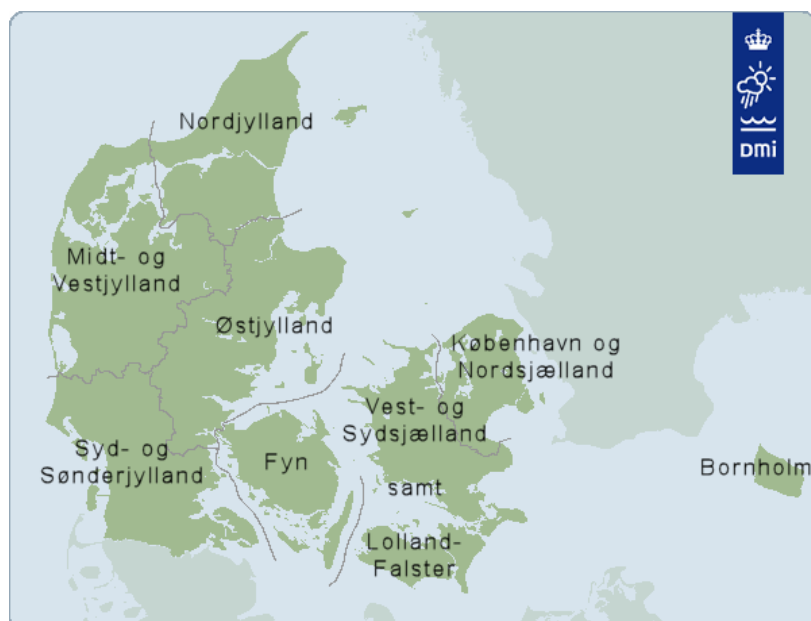 DMI
Nordjylland
Midt- og
Vestjylland
Østjylland
København og
Nordsjælland
Vest- og
Sydsjælland
samt
Lolland-
Falster
Syd- og
Sønderjylland
Fyn
Bornholm